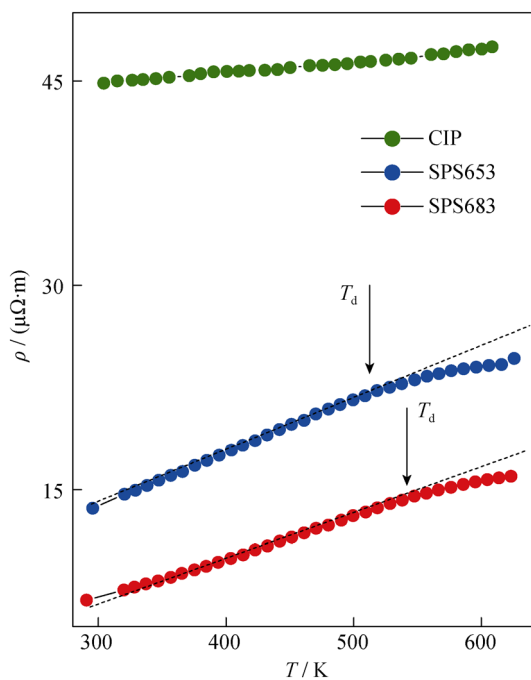 45
CIP
SPS653
SPS683
30
T_d
ρ / (μΩ·m)
T_d
15
300 400 500 600
T / K